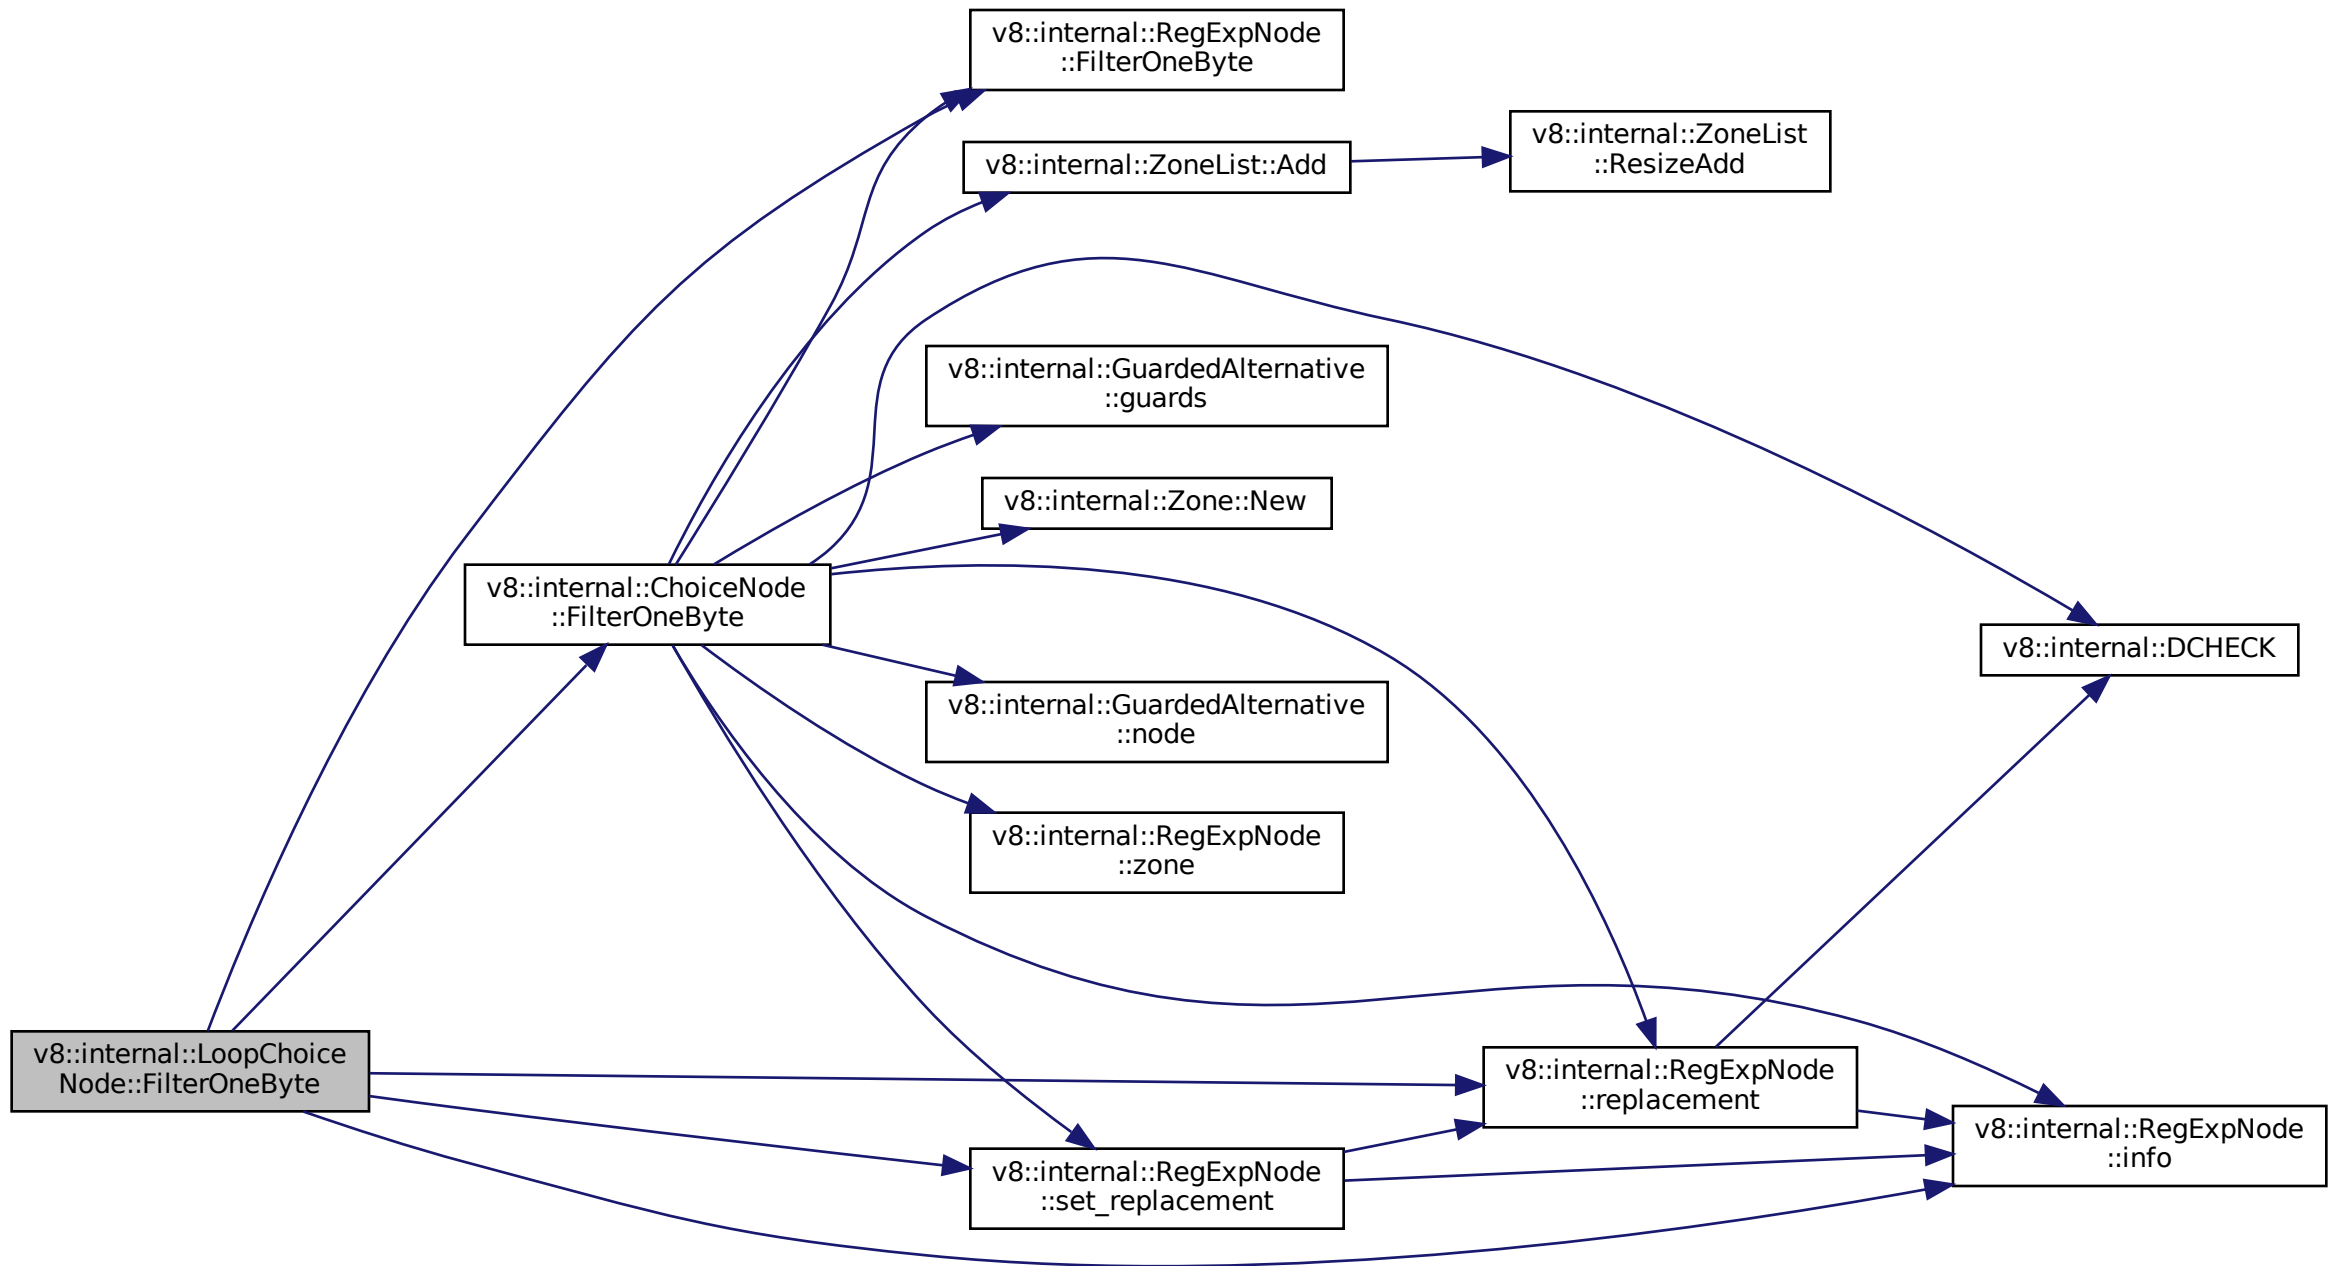 v8::internal::RegExpNode
::FilterOneByte
v8::internal::ZoneList
::ResizeAdd
v8::internal::ZoneList::Add
v8::internal::GuardedAlternative
::guards
v8::internal::Zone::New
v8::internal::ChoiceNode
::FilterOneByte
v8::internal::DCHECK
v8::internal::GuardedAlternative
::node
v8::internal::RegExpNode
::zone
v8::internal::LoopChoice
Node::FilterOneByte
v8::internal::RegExpNode
::replacement
v8::internal::RegExpNode
::info
v8::internal::RegExpNode
::set_replacement